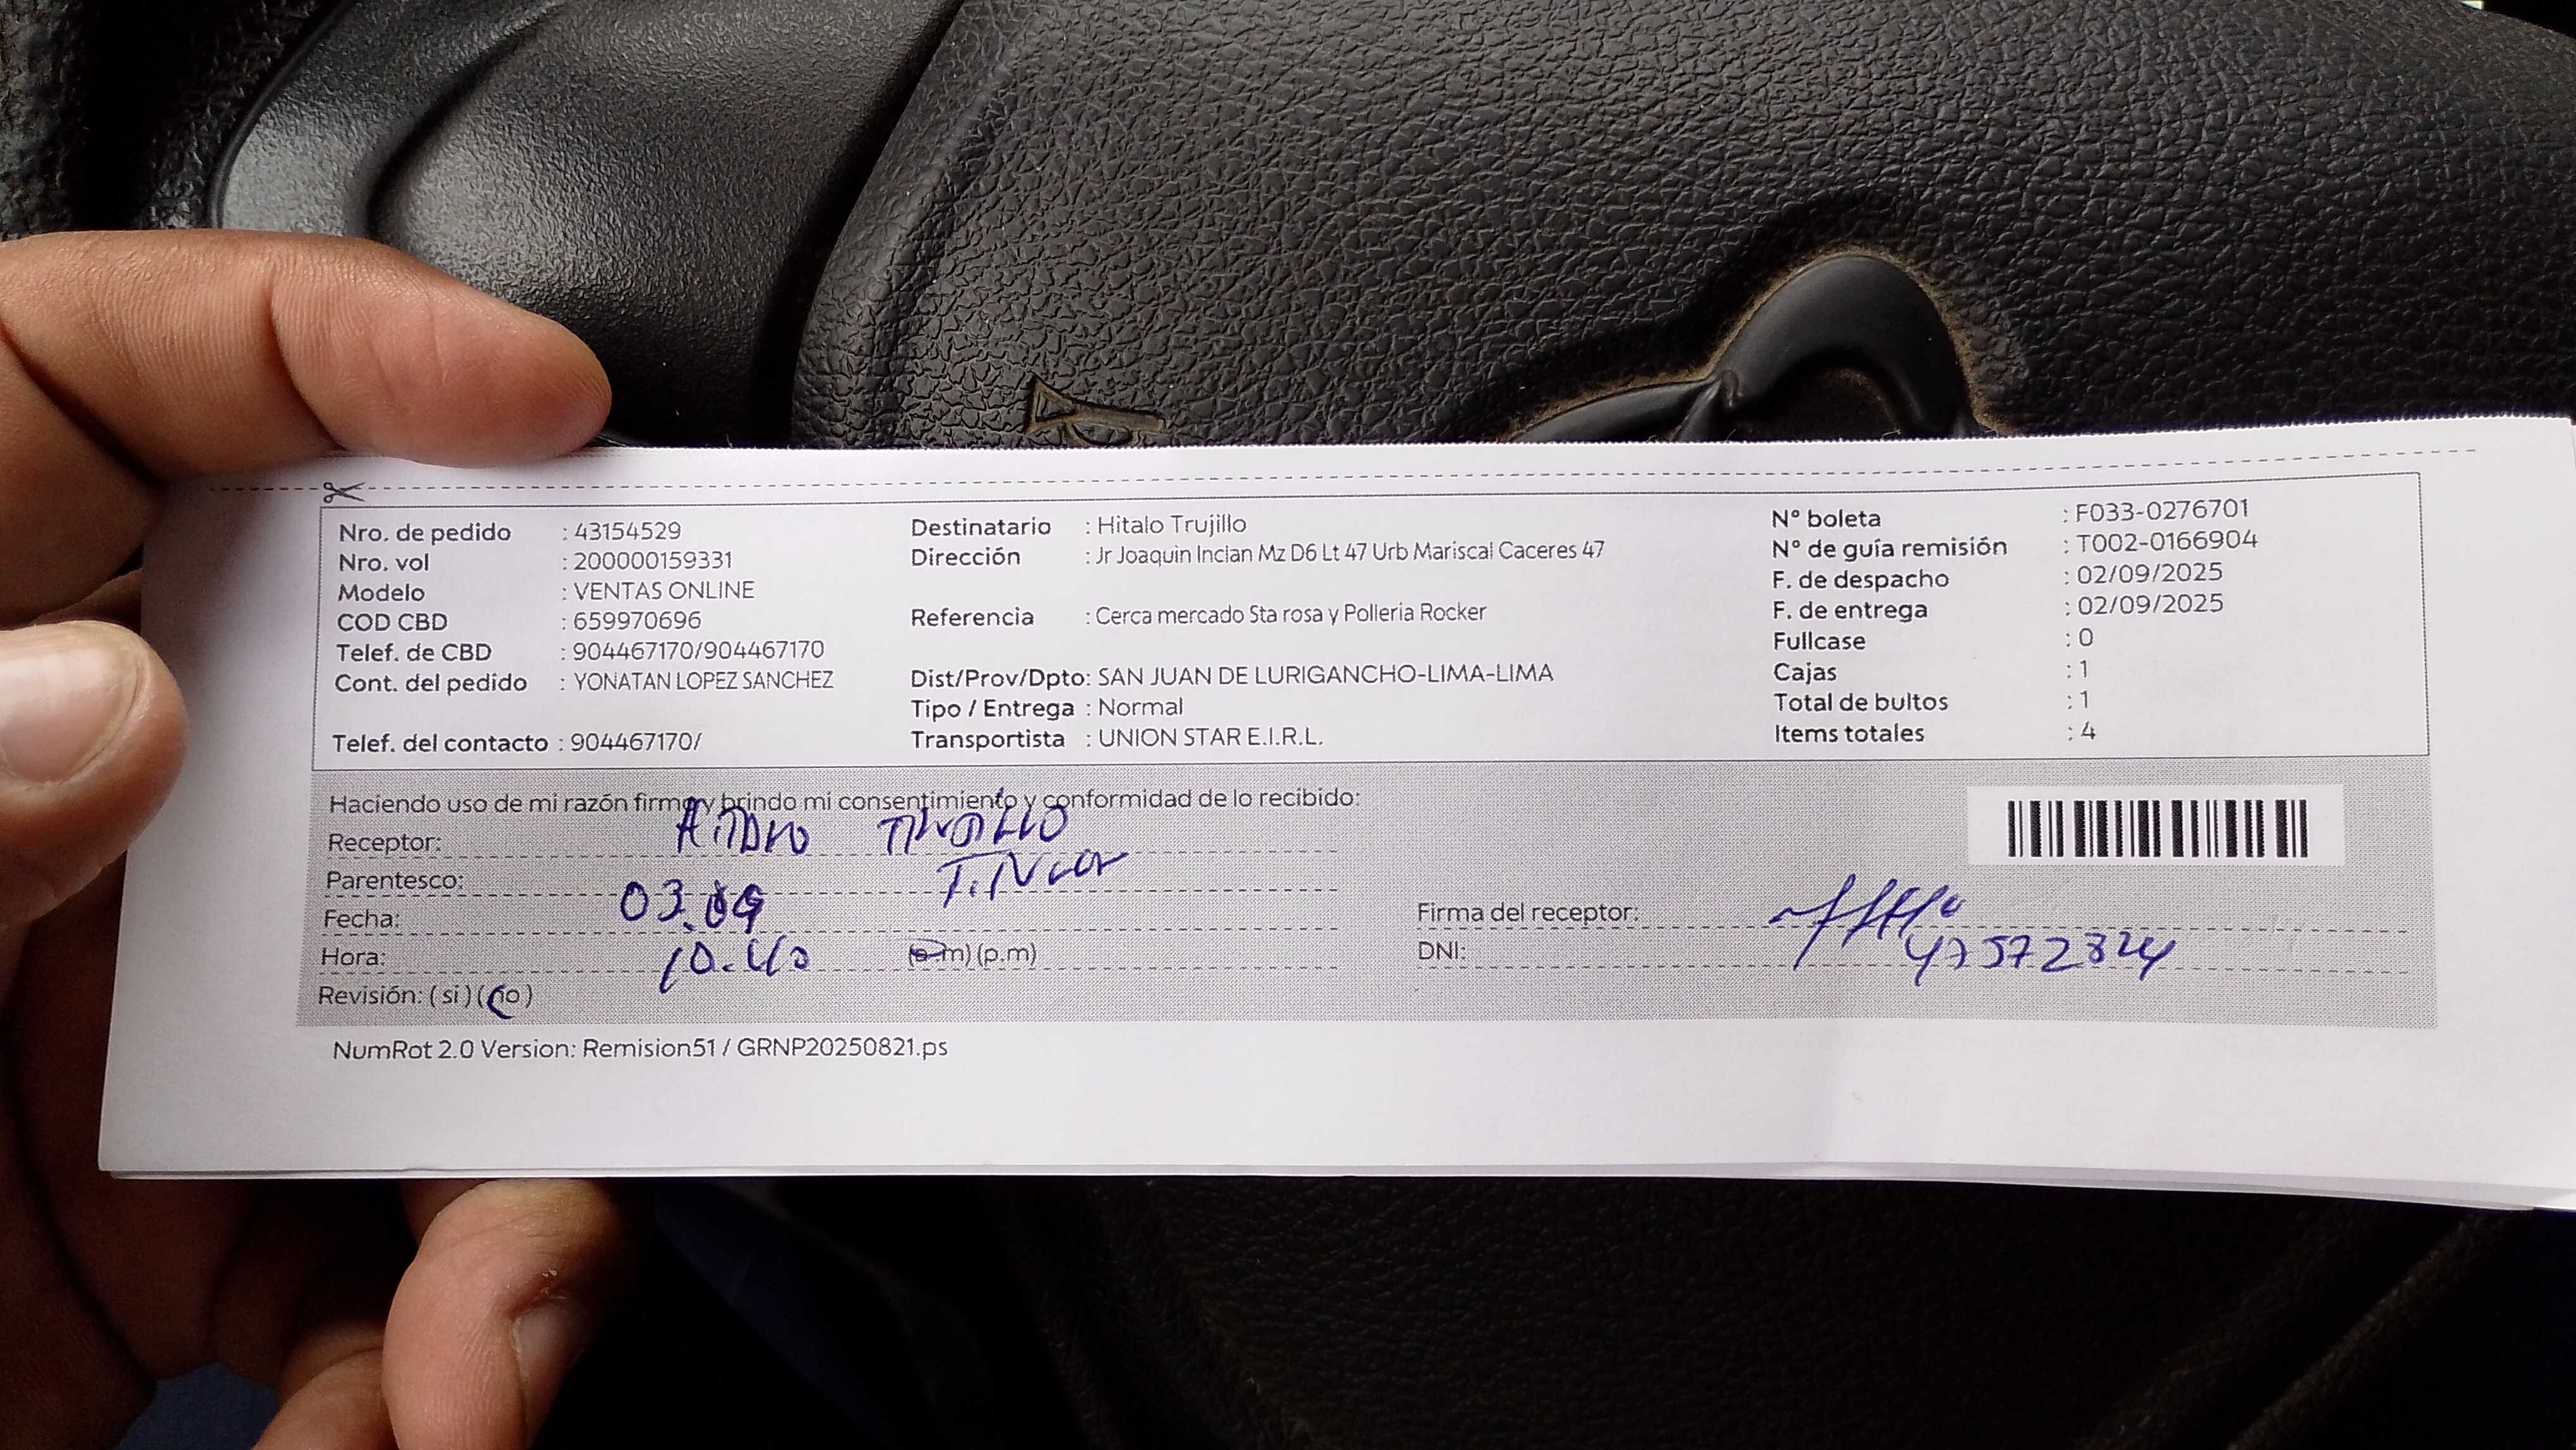 Nro. de pedido : 43154529
Nro. vol : 200000159331
Modelo : VENTAS ONLINE
COD CBD : 659970696
Telef. de CBD : 904467170/904467170
Cont. del pedido : YONATAN LOPEZ SANCHEZ
Telef. del contacto : 904467170/
Destinatario : Hitalo Trujillo
Dirección : Jr Joaquin Inclan Mz D6 Lt 47 Urb Mariscal Caceres 47
Referencia : Cerca mercado Sta rosa y Polleria Rocker
Dist/Prov/Dpto: SAN JUAN DE LURIGANCHO-LIMA-LIMA
Tipo / Entrega : Normal
Transportista : UNION STAR E.I.R.L.
Nº boleta : F033-0276701
Nº de guía remisión : T002-0166904
F. de despacho : 02/09/2025
F. de entrega : 02/09/2025
Fullcase : 0
Cajas : 1
Total de bultos : 1
Items totales : 4
Haciendo uso de mi razón firmo y brindo mi consentimiento y conformidad de lo recibido:
Receptor:
Parentesco:
Fecha: 03.09
Hora: 10.40 (a.m) (p.m)
Revisión: ( si ) ( no )
Firma del receptor:
DNI: 47572824
NumRot 2.0 Version: Remision51 / GRNP20250821.ps